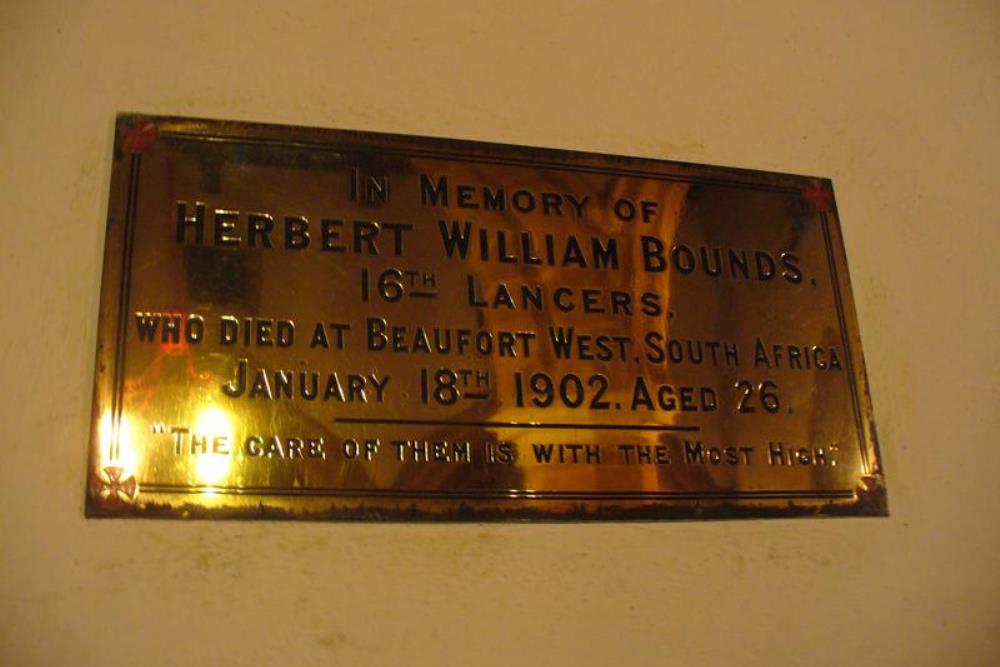 IN MEMORY OF
HERBERT WILLIAM BOUNDS,
16TH LANCERS,
WHO DIED AT BEAUFORT WEST, SOUTH AFRICA
JANUARY 18TH 1902. AGED 26.
"THE CARE OF THEM IS WITH THE MOST HIGH."